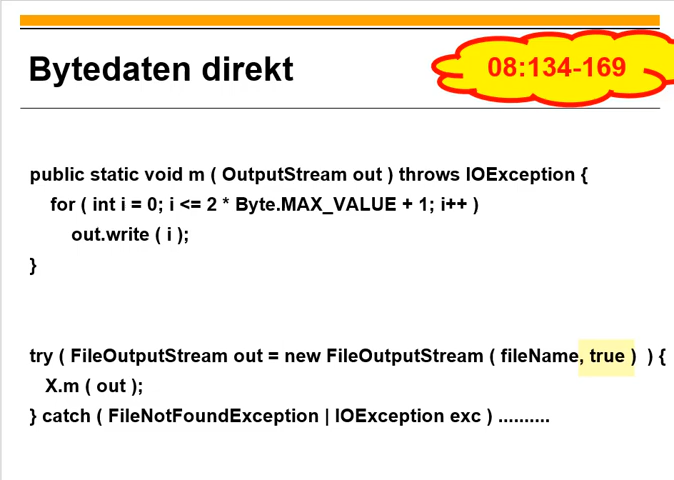 Bytedaten direkt
08:134-169
public static void m ( OutputStream out ) throws IOException {
for ( int i = 0; i <= 2 * Byte.MAX_VALUE + 1; i++ )
out.write ( i );
}
try ( FileOutputStream out = new FileOutputStream ( fileName, true ) ) {
X.m ( out );
} catch ( FileNotFoundException | IOException exc ) ..........